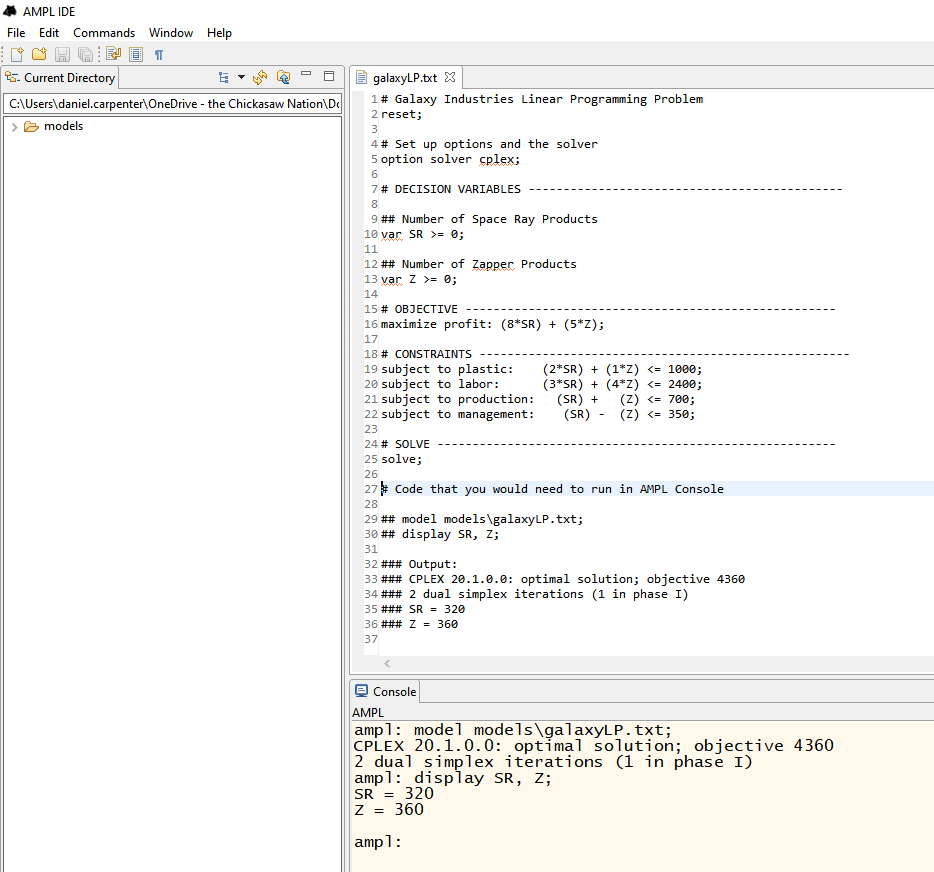 AMPL IDE
File Edit Commands Window Help
Current Directory
C:\Users\daniel.carpenter\OneDrive - the Chickasaw Nation\Do
models
galaxyLP.txt
1 # Galaxy Industries Linear Programming Problem
2 reset;
3
4 # Set up options and the solver
5 option solver cplex;
6
7 # DECISION VARIABLES ---------------------------------------------
8
9 ## Number of Space Ray Products
10 var SR >= 0;
11
12 ## Number of Zapper Products
13 var Z >= 0;
14
15 # OBJECTIVE -----------------------------------------------------
16 maximize profit: (8*SR) + (5*Z);
17
18 # CONSTRAINTS -----------------------------------------------------
19 subject to plastic:    (2*SR) + (1*Z) <= 1000;
20 subject to labor:      (3*SR) + (4*Z) <= 2400;
21 subject to production:   (SR) +   (Z) <= 700;
22 subject to management:    (SR) -  (Z) <= 350;
23
24 # SOLVE ---------------------------------------------------------
25 solve;
26
27 # Code that you would need to run in AMPL Console
28
29 ## model models\galaxyLP.txt;
30 ## display SR, Z;
31
32 ### Output:
33 ### CPLEX 20.1.0.0: optimal solution; objective 4360
34 ### 2 dual simplex iterations (1 in phase I)
35 ### SR = 320
36 ### Z = 360
37
Console
AMPL
ampl: model models\galaxyLP.txt;
CPLEX 20.1.0.0: optimal solution; objective 4360
2 dual simplex iterations (1 in phase I)
ampl: display SR, Z;
SR = 320
Z = 360
ampl: